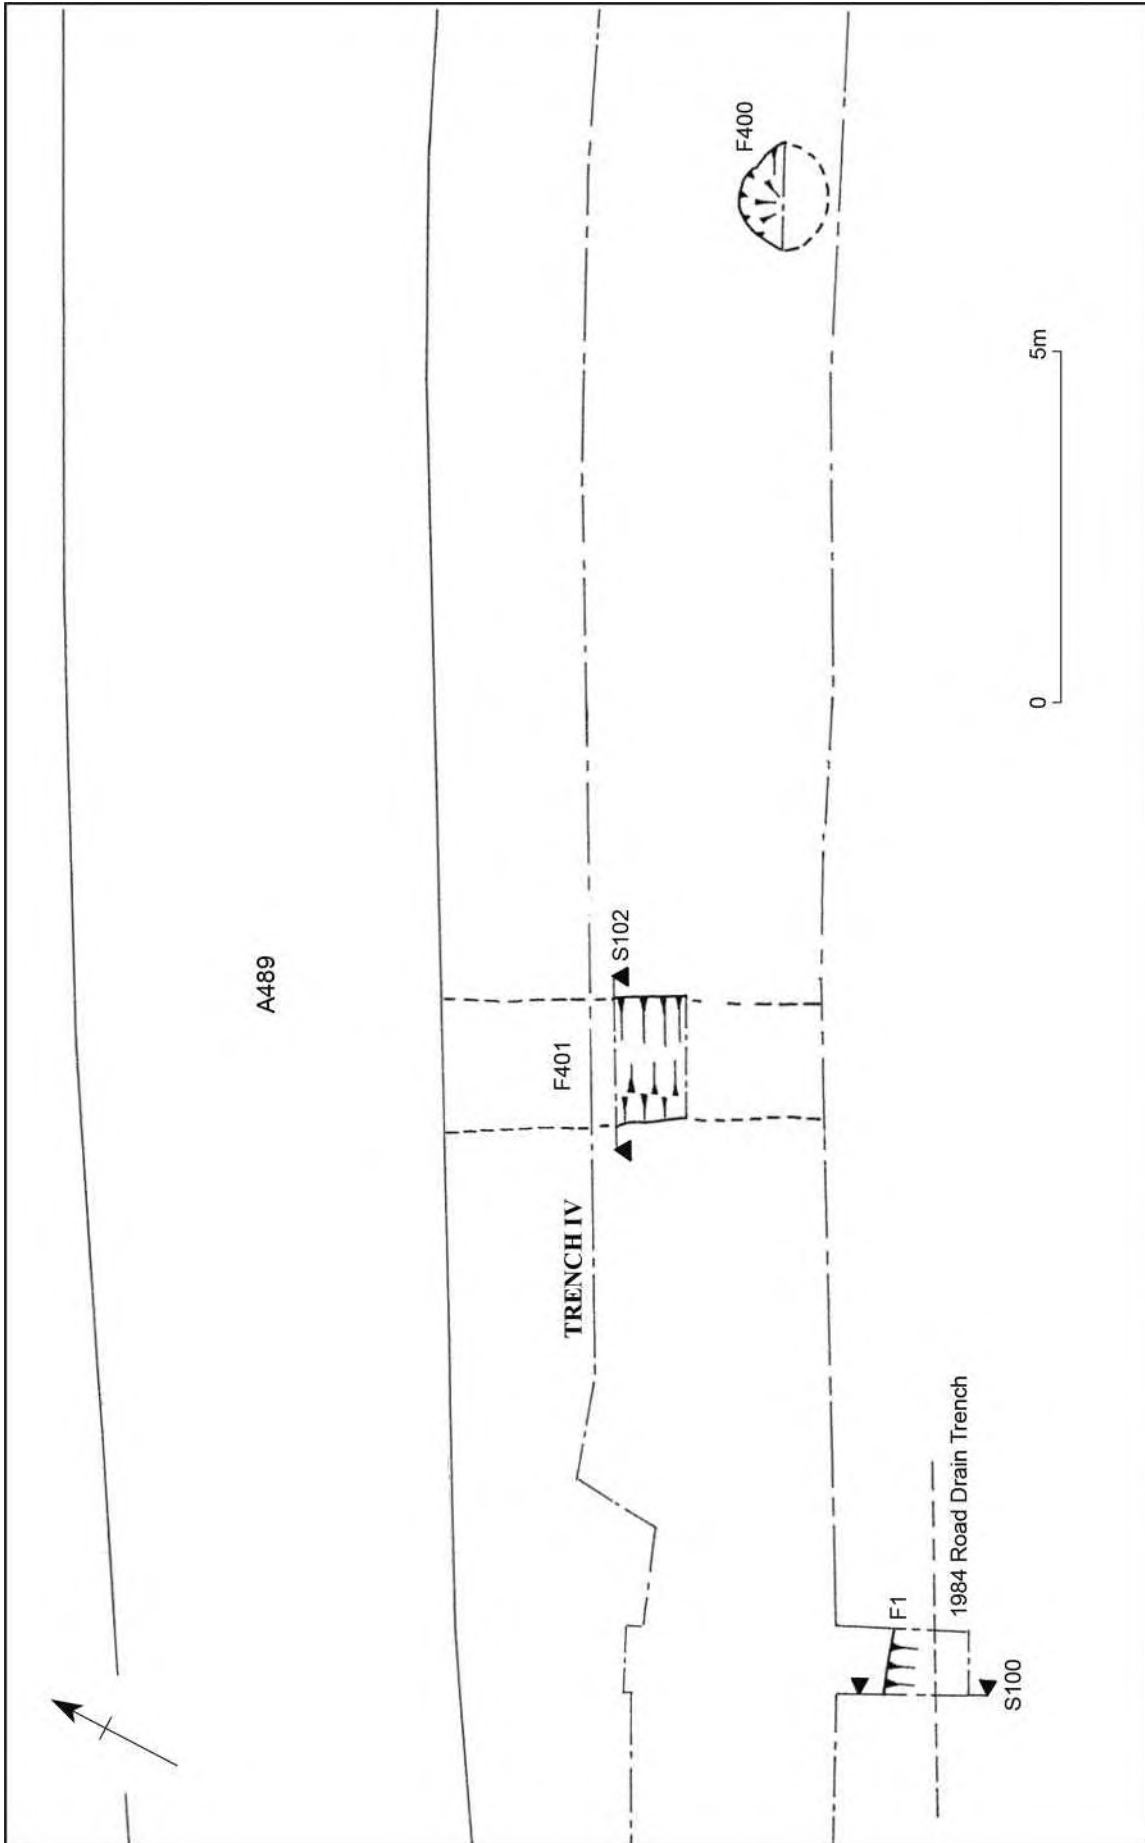 A489
F400
F401
S102
TRENCH IV
0
5m
F1
1984 Road Drain Trench
S100